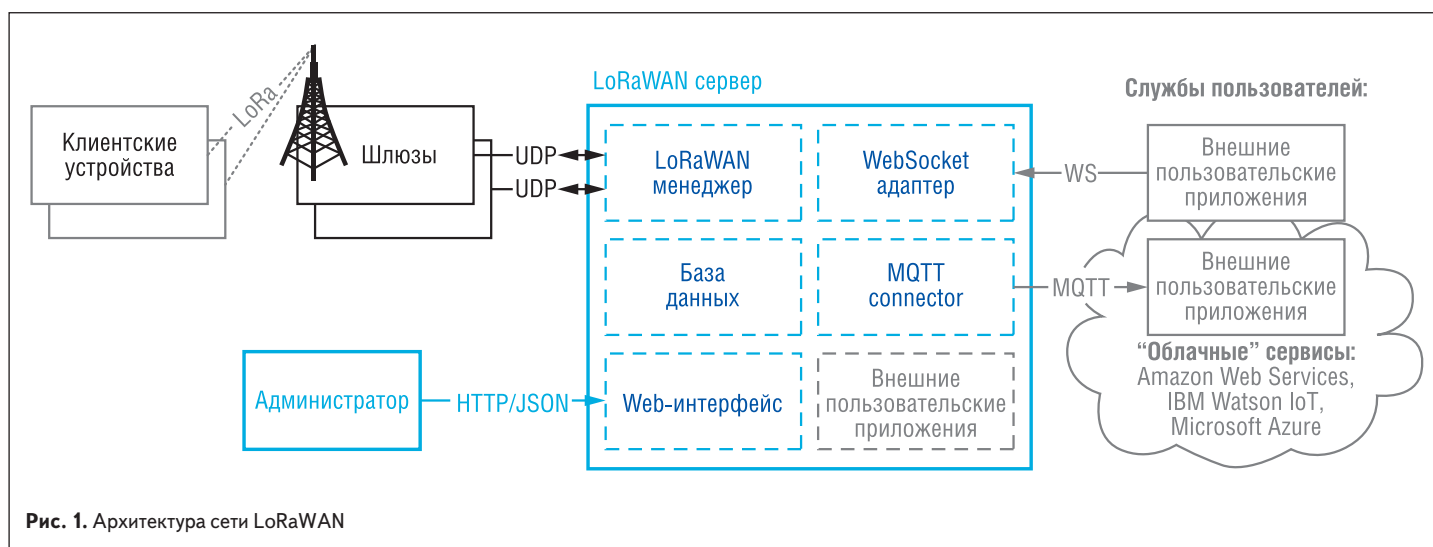 LoRaWAN сервер
Службы пользователей:
Клиентские
устройства
LoRa
Шлюзы
UDP
UDP
LoRaWAN
менеджер
WebSocket
адаптер
WS
Внешние
пользовательские
приложения
База
данных
MQTT
connector
MQTT
Внешние
пользовательские
приложения
“Облачные” сервисы:
Amazon Web Services,
IBM Watson IoT,
Microsoft Azure
Администратор
HTTP/JSON
Web-интерфейс
Внешние
пользовательские
приложения
Рис. 1. Архитектура сети LoRaWAN